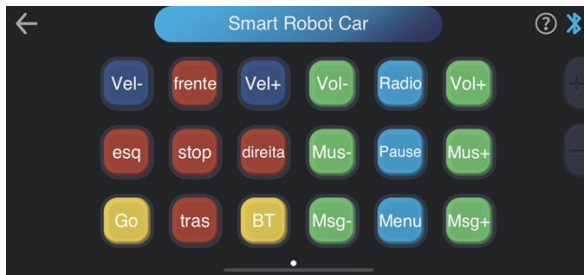 Smart Robot Car
?
Vel- frente Vel+ Vol- Radio Vol+
esq stop direita Mus- Pause Mus+
Go tras BT Msg- Menu Msg+